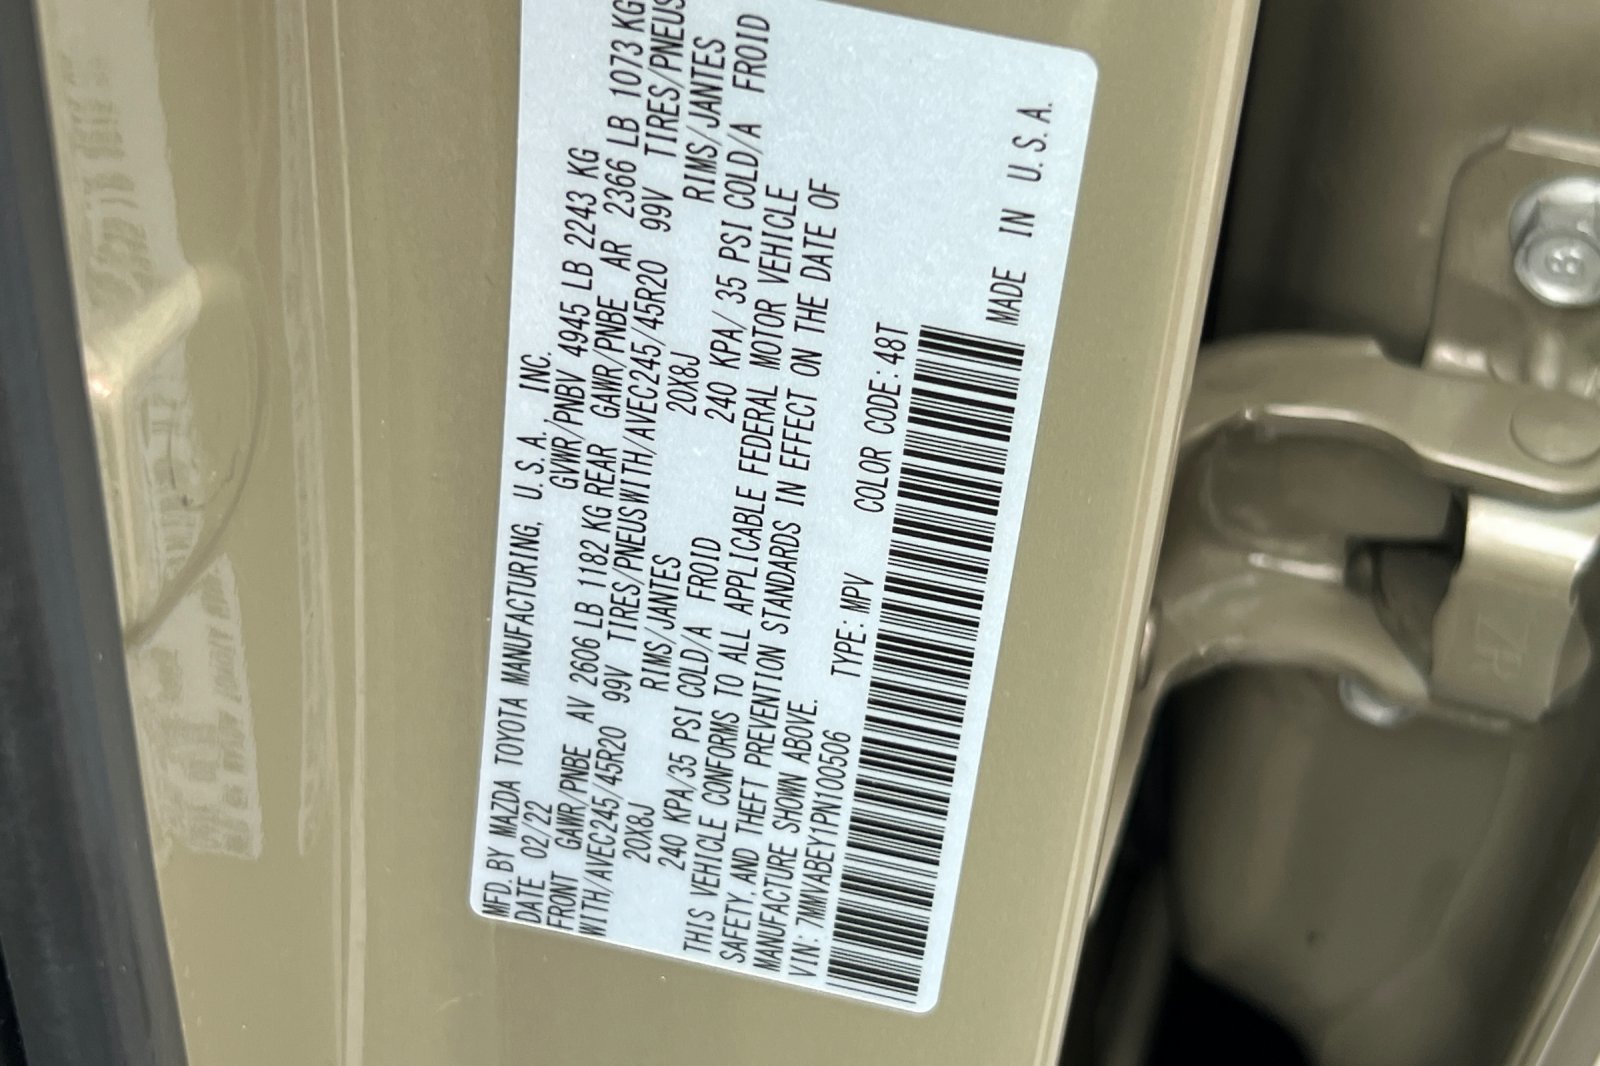 MFD. BY MAZDA TOYOTA MANUFACTURING, U.S.A., INC.
DATE 02/22 GVWR/PNBV 4945 LB 2243 KG
FRONT GAWR/PNBE AV 2606 LB 1182 KG REAR GAWR/PNBE AR 2366 LB 1073 KG
WITH/AVEC245/45R20 99V TIRES/PNEUSWITH/AVEC245/45R20 99V TIRES/PNEUS
20X8J RIMS/JANTES 20X8J RIMS/JANTES
240 KPA/35 PSI COLD/A FROID 240 KPA/ 35 PSI COLD/A FROID
THIS VEHICLE CONFORMS TO ALL APPLICABLE FEDERAL MOTOR VEHICLE
SAFETY, AND THEFT PREVENTION STANDARDS IN EFFECT ON THE DATE OF
MANUFACTURE SHOWN ABOVE.
VIN: 7MMVABEY1PN100506 TYPE: MPV COLOR CODE: 48T
MADE IN U.S.A.